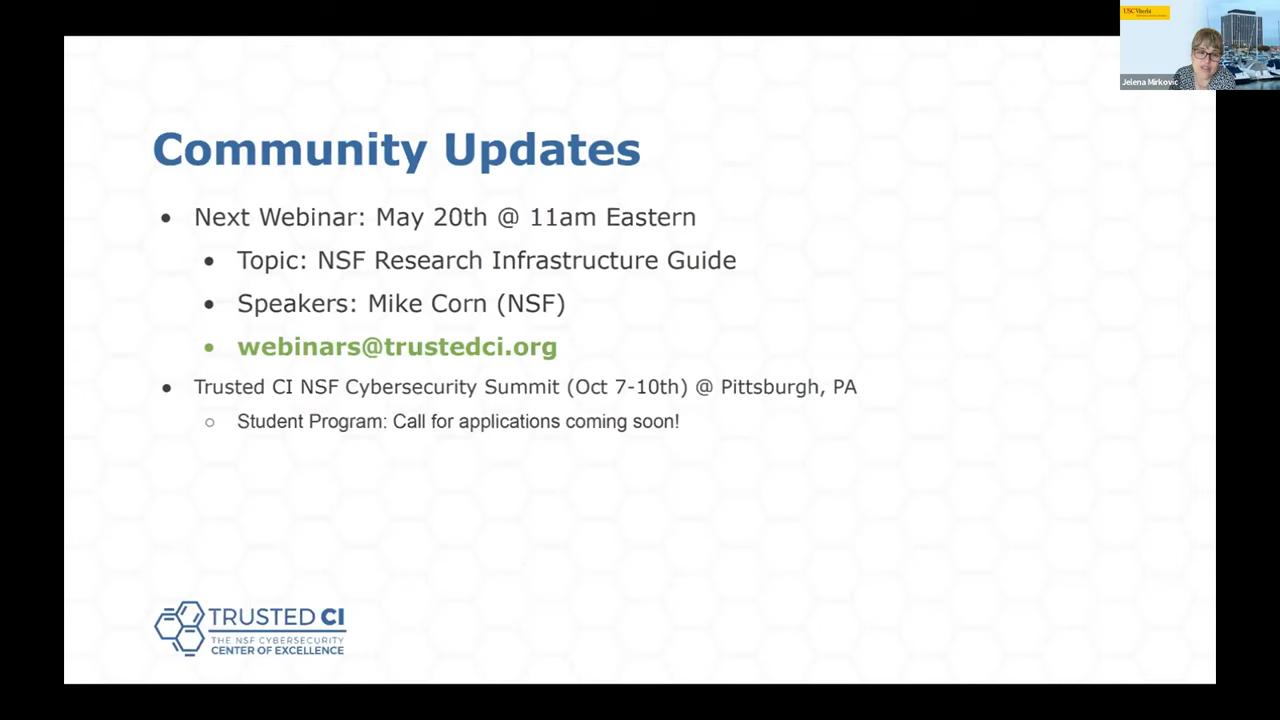 USC Viterbi
Jelena Mirkovic
Community Updates
● Next Webinar: May 20th @ 11am Eastern
● Topic: NSF Research Infrastructure Guide
● Speakers: Mike Corn (NSF)
● webinars@trustedci.org
● Trusted CI NSF Cybersecurity Summit (Oct 7-10th) @ Pittsburgh, PA
○ Student Program: Call for applications coming soon!
TRUSTED CI
THE NSF CYBERSECURITY
CENTER OF EXCELLENCE